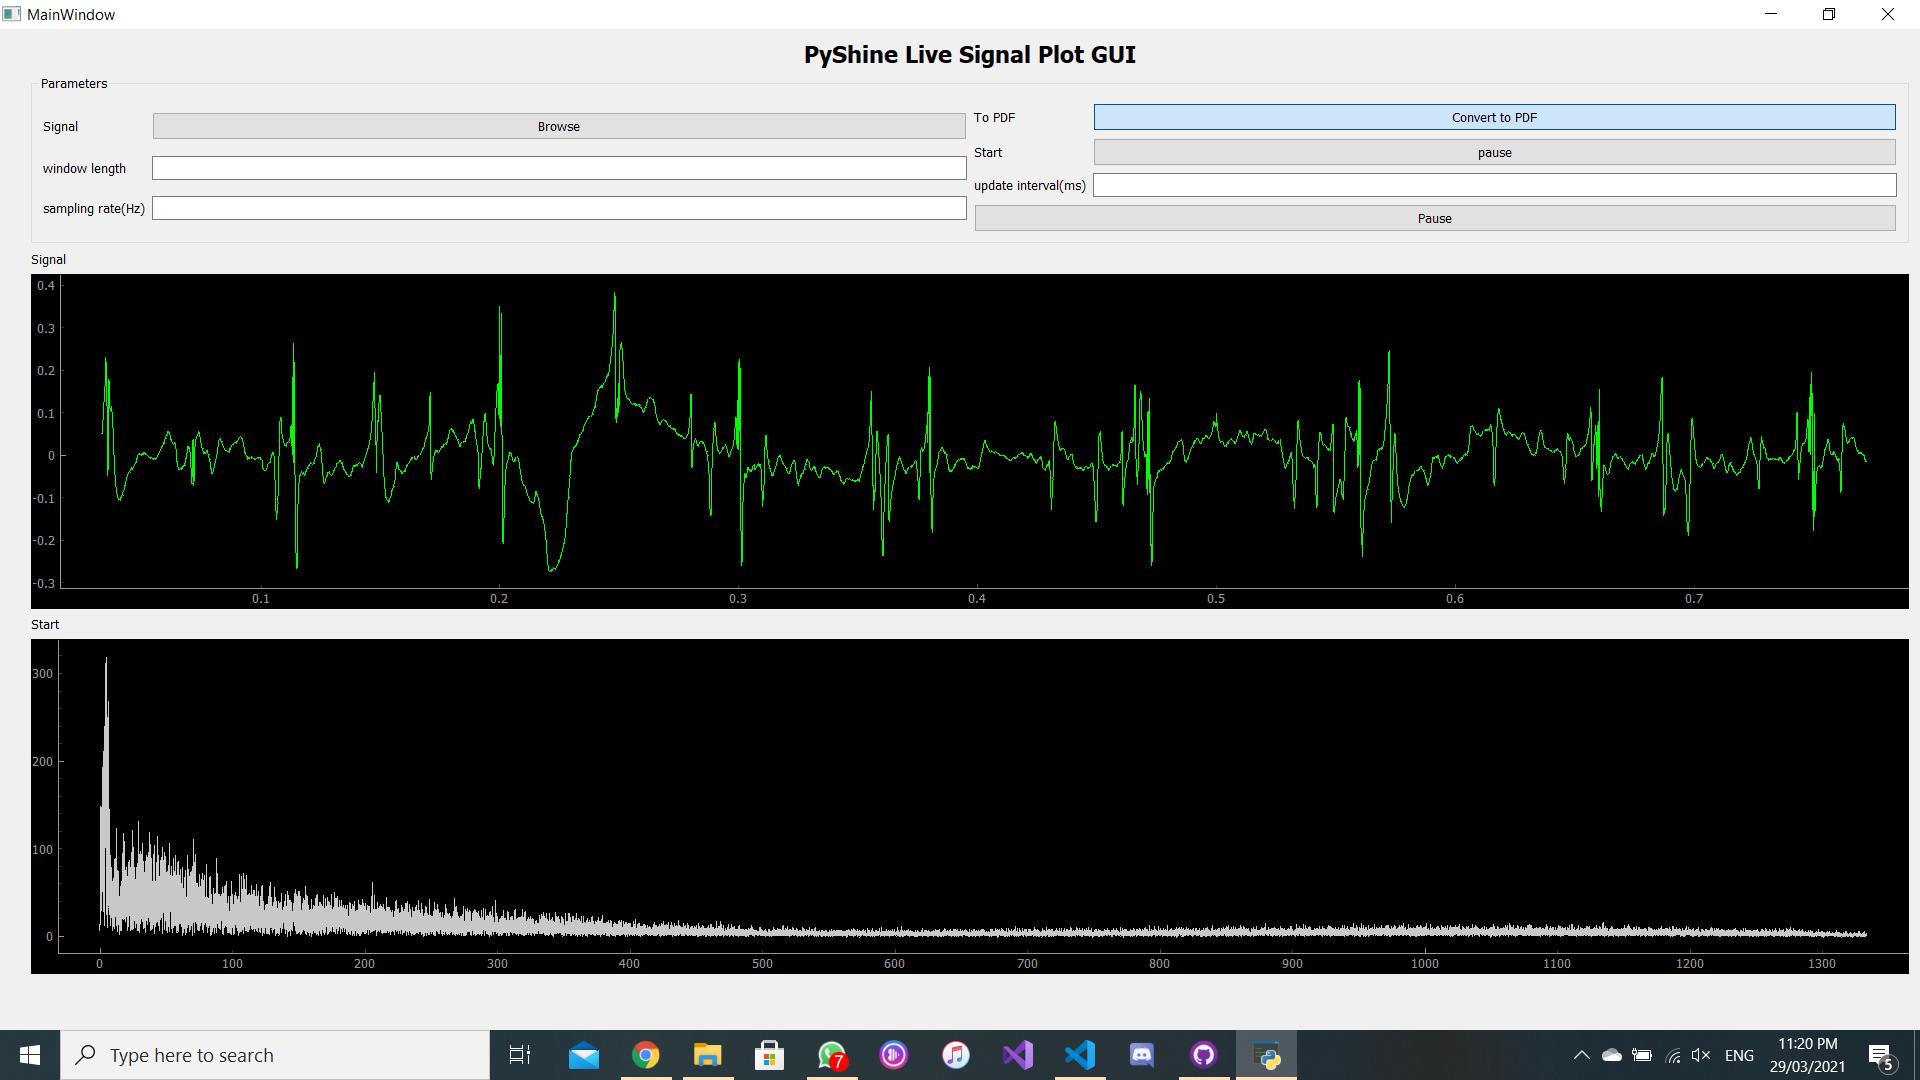 MainWindow
PyShine Live Signal Plot GUI
Parameters
Signal
Browse
window length
sampling rate(Hz)
To PDF
Convert to PDF
Start
pause
update interval(ms)
Pause
Signal
0.4
0.3
0.2
0.1
0
-0.1
-0.2
-0.3
0.1 0.2 0.3 0.4 0.5 0.6 0.7
Start
300
200
100
0
0 100 200 300 400 500 600 700 800 900 1000 1100 1200 1300
Type here to search
7
ENG
11:20 PM
29/03/2021
5